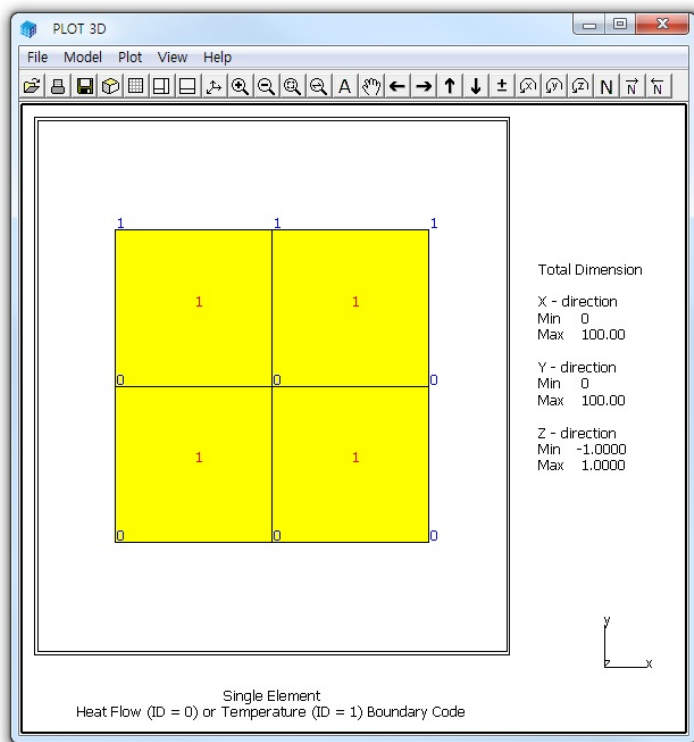 PLOT 3D
File Model Plot View Help
A ± (x) (y) (z) N N N
1 1 1
1 1
0 0 0
1 1
0 0 0
Total Dimension
X - direction
Min 0
Max 100.00
Y - direction
Min 0
Max 100.00
Z - direction
Min -1.0000
Max 1.0000
y
z x
Single Element
Heat Flow (ID = 0) or Temperature (ID = 1) Boundary Code